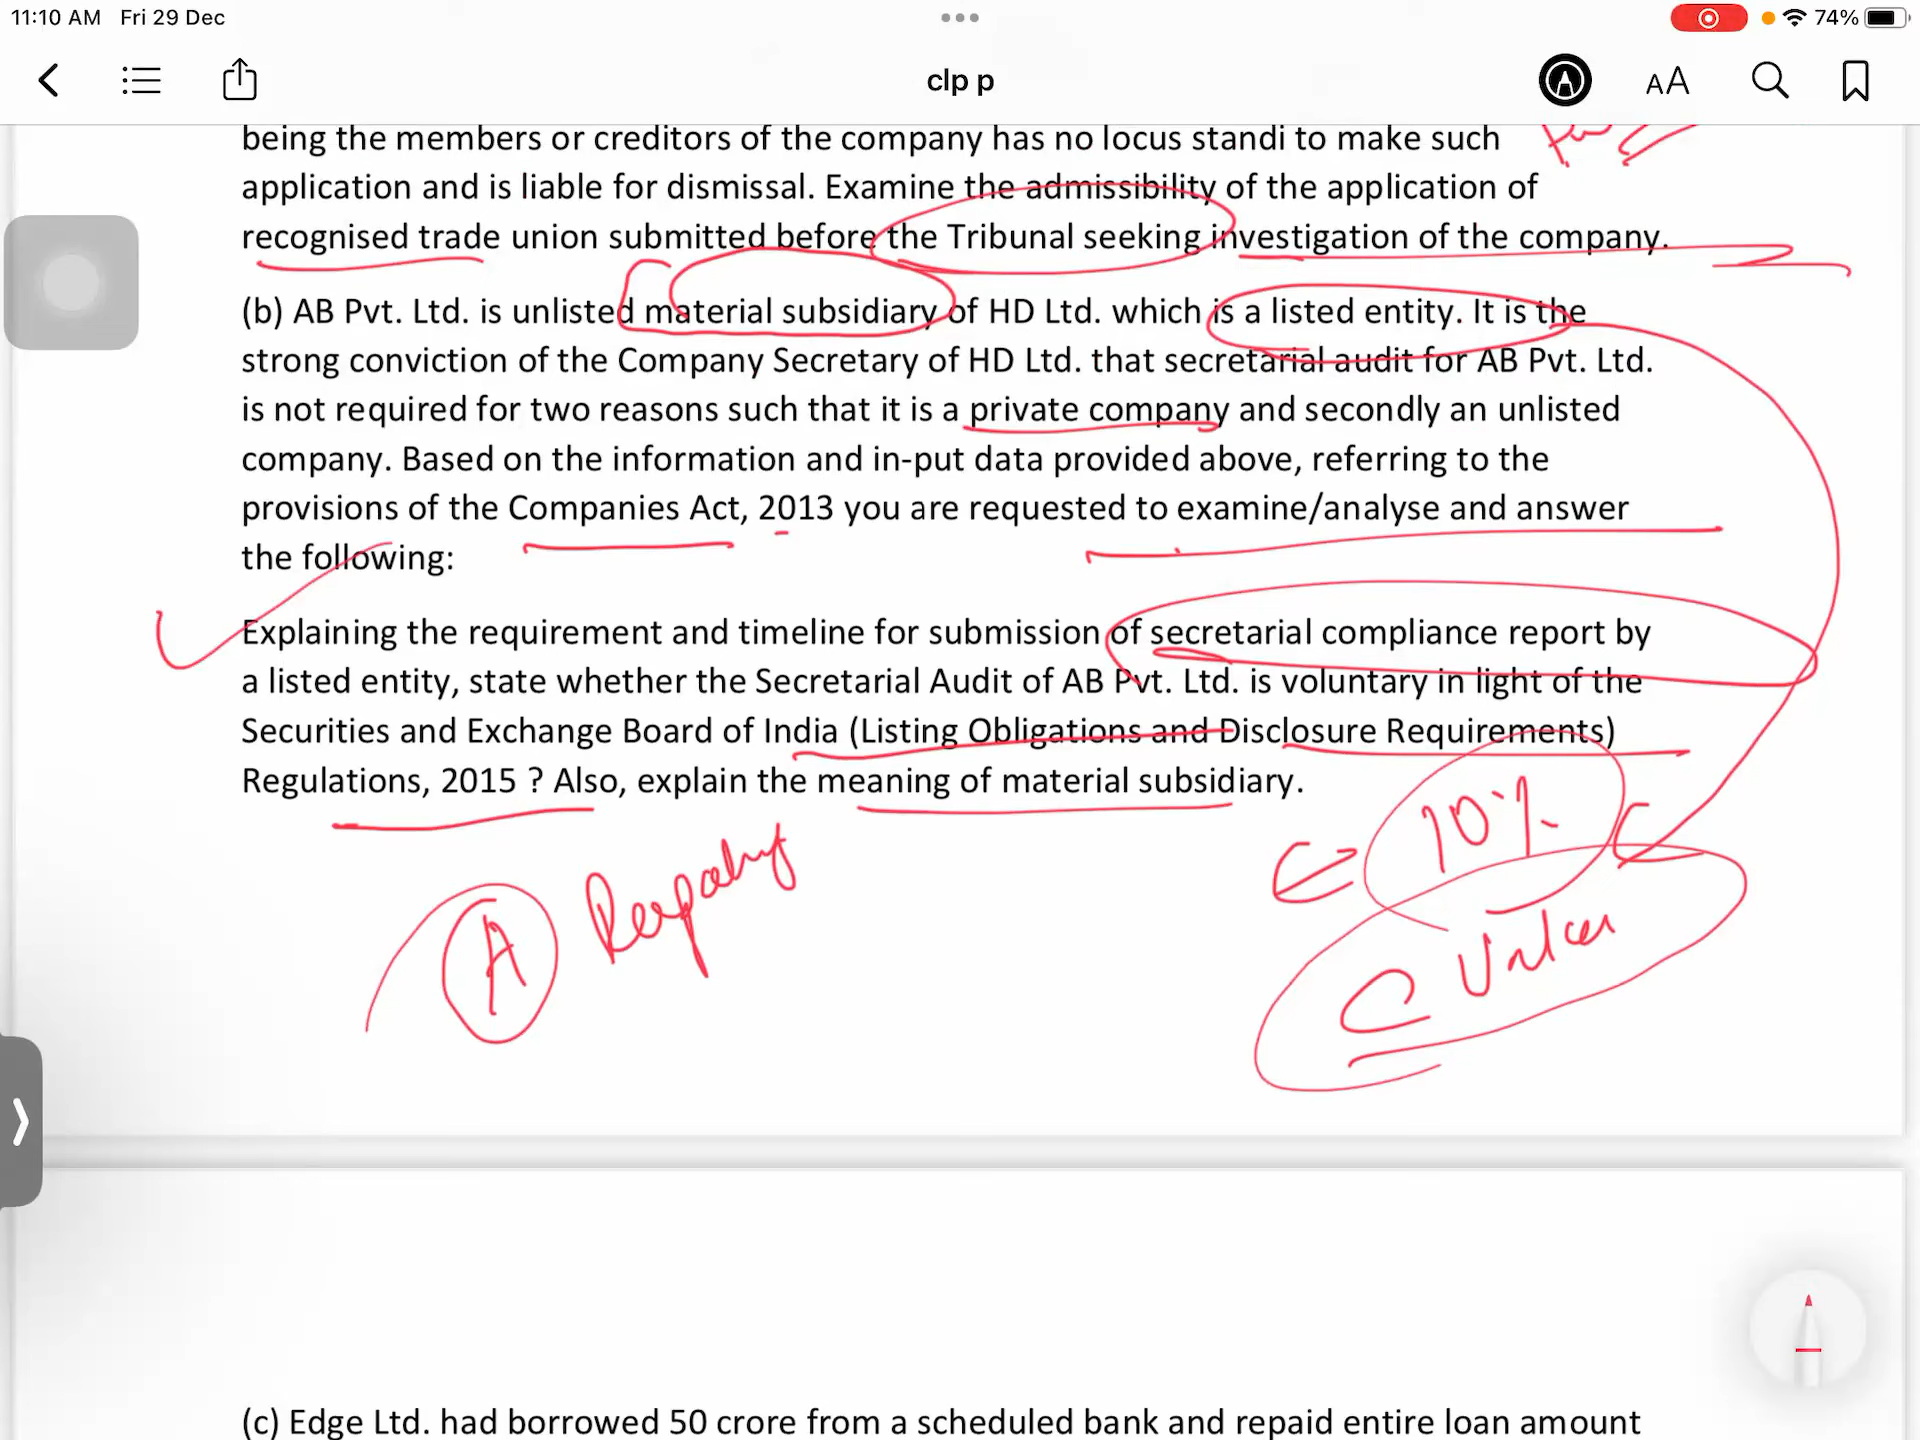 11:10 AM Fri 29 Dec
74%
clp p
being the members or creditors of the company has no locus standi to make such
application and is liable for dismissal. Examine the admissibility of the application of
recognised trade union submitted before the Tribunal seeking investigation of the company.
(b) AB Pvt. Ltd. is unlisted material subsidiary of HD Ltd. which is a listed entity. It is the
strong conviction of the Company Secretary of HD Ltd. that secretarial audit for AB Pvt. Ltd.
is not required for two reasons such that it is a private company and secondly an unlisted
company. Based on the information and in-put data provided above, referring to the
provisions of the Companies Act, 2013 you are requested to examine/analyse and answer
the following:
Explaining the requirement and timeline for submission of secretarial compliance report by
a listed entity, state whether the Secretarial Audit of AB Pvt. Ltd. is voluntary in light of the
Securities and Exchange Board of India (Listing Obligations and Disclosure Requirements)
Regulations, 2015 ? Also, explain the meaning of material subsidiary.
10%
A
(c) Edge Ltd. had borrowed 50 crore from a scheduled bank and repaid entire loan amount